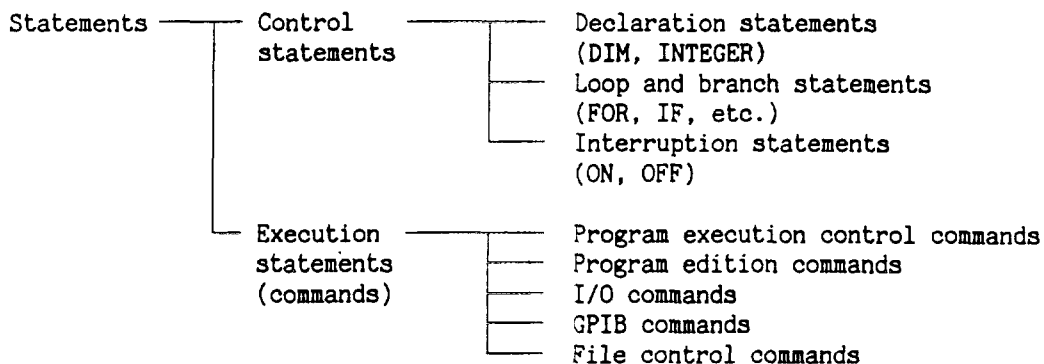 Statements Control Declaration statements
statements (DIM, INTEGER)
Loop and branch statements
(FOR, IF, etc.)
Interruption statements
(ON, OFF)
Execution Program execution control commands
statements Program edition commands
(commands) I/O commands
GPIB commands
File control commands